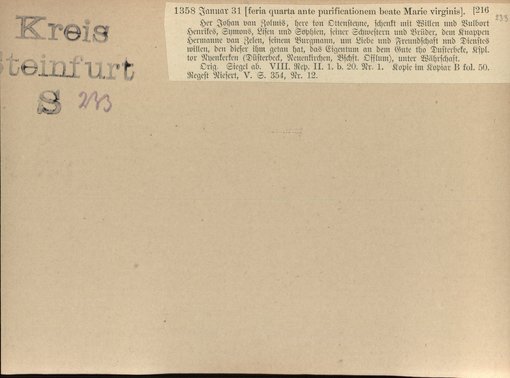 Kreis
Steinfurt
S 233
1358 Januar 31 [feria quarta ante purificationem beate Marie virginis]. [216
233
Her Johan van Zolmis, here ton Ottensteyne, schenkt mit Willen und Vulbort
Henrikes, Symons, Lisen und Sophien, seiner Schwestern und Brüder, dem Knappen
Hermanne van Zelen, seinem Burgmann, um Liebe und Freundschaft und Dienstes
willen, den dieser ihm getan hat, das Eigentum an dem Gute tho Dusterbeke, Kspl.
tor Nyenkerken (Düsterbeck, Neuenkirchen, Bschft. Offlum), unter Währschaft.
Orig. Siegel ab. VIII. Rep. II. 1. b. 20. Nr. 1. Kopie im Kopiar B fol. 50.
Regest Niesert, V. S. 354, Nr. 12.